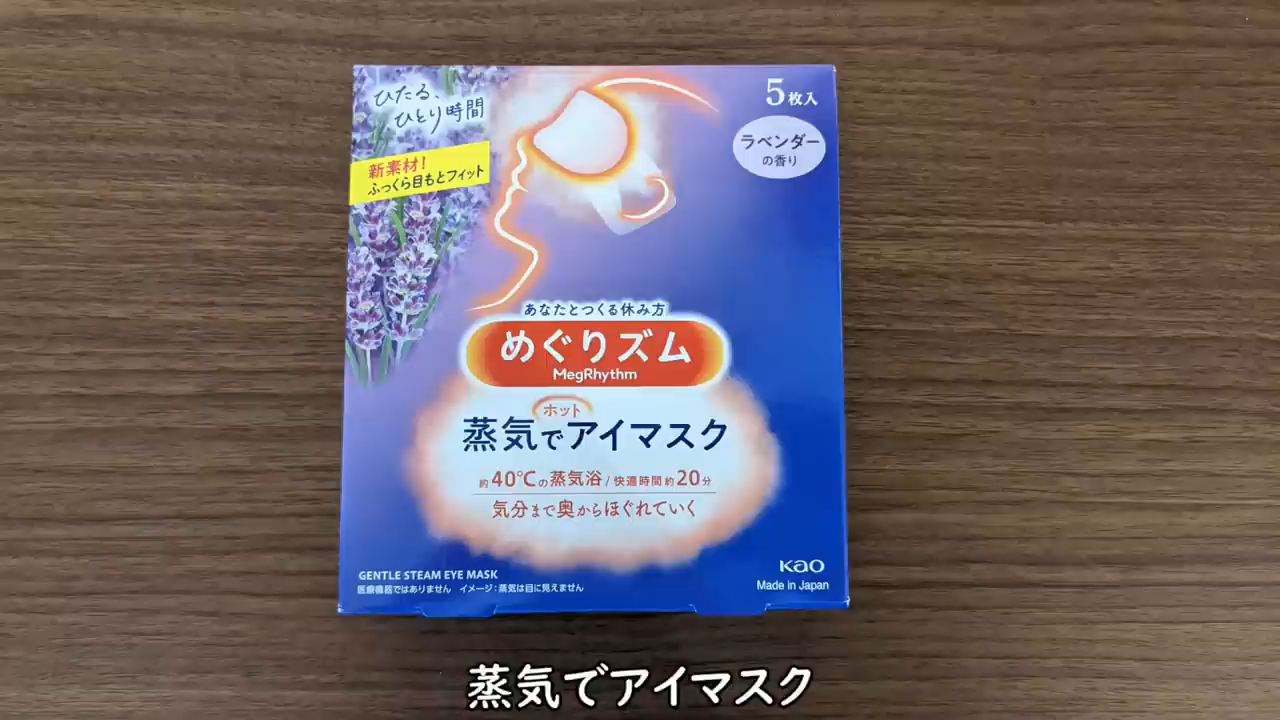 ひたる、
ひとり時間
新素材!
ふっくら目もとフィット
5枚入
ラベンダー
の香り
あなたとつくる休み方
めぐりズム
MegRhythm
ホット
蒸気でアイマスク
約40℃の蒸気浴/快適時間約20分
気分まで奥からほぐれていく
GENTLE STEAM EYE MASK
医療機器ではありません イメージ:蒸気は目に見えません
Kao
Made in Japan
蒸気でアイマスク